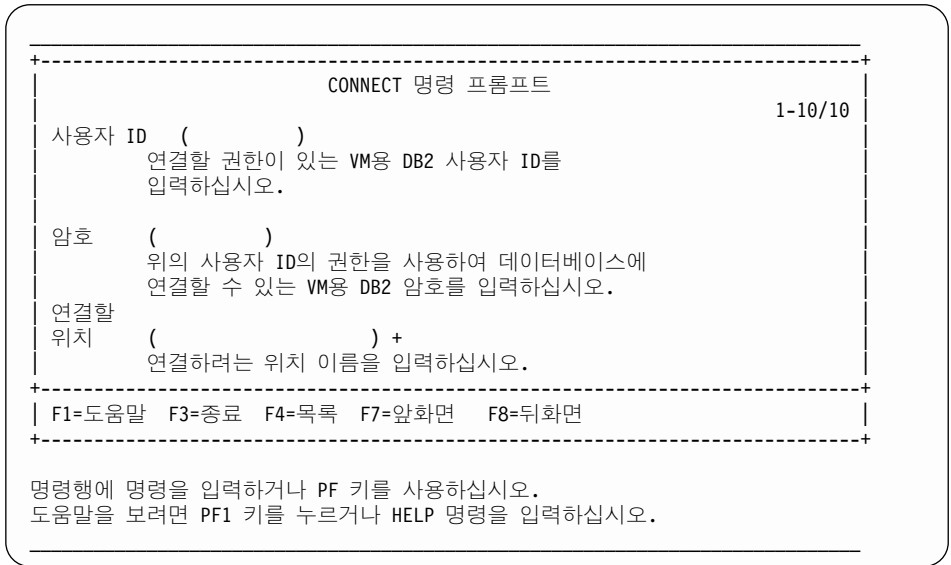 CONNECT 명령 프롬프트
1-10/10
사용자 ID ( )
연결할 권한이 있는 VM용 DB2 사용자 ID를
입력하십시오.
암호 ( )
위의 사용자 ID의 권한을 사용하여 데이터베이스에
연결할 수 있는 VM용 DB2 암호를 입력하십시오.
연결할
위치 ( ) +
연결하려는 위치 이름을 입력하십시오.
F1=도움말 F3=종료 F4=목록 F7=앞화면 F8=뒤화면
명령행에 명령을 입력하거나 PF 키를 사용하십시오.
도움말을 보려면 PF1 키를 누르거나 HELP 명령을 입력하십시오.